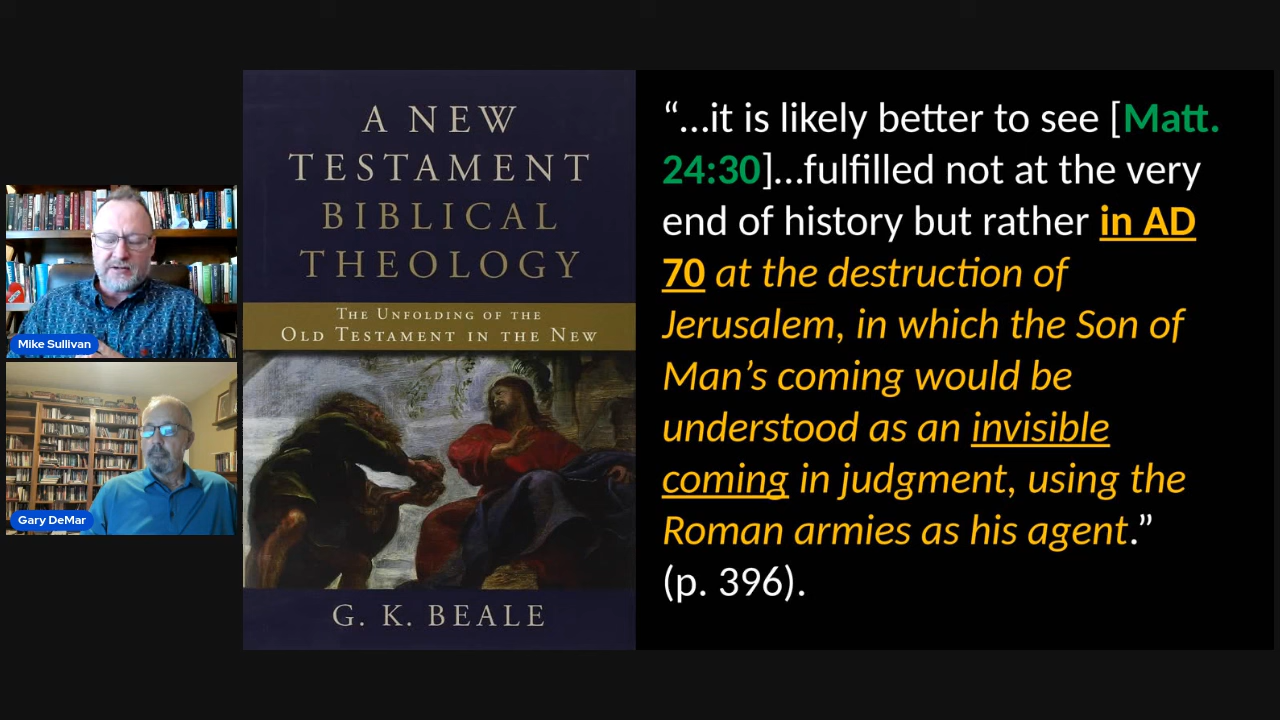 Mike Sullivan
Gary DeMar
A NEW
TESTAMENT
BIBLICAL
THEOLOGY
THE UNFOLDING OF THE
OLD TESTAMENT IN THE NEW
G. K. BEALE
“…it is likely better to see [Matt.
24:30]…fulfilled not at the very
end of history but rather in AD
70 at the destruction of
Jerusalem, in which the Son of
Man’s coming would be
understood as an invisible
coming in judgment, using the
Roman armies as his agent.”
(p. 396).